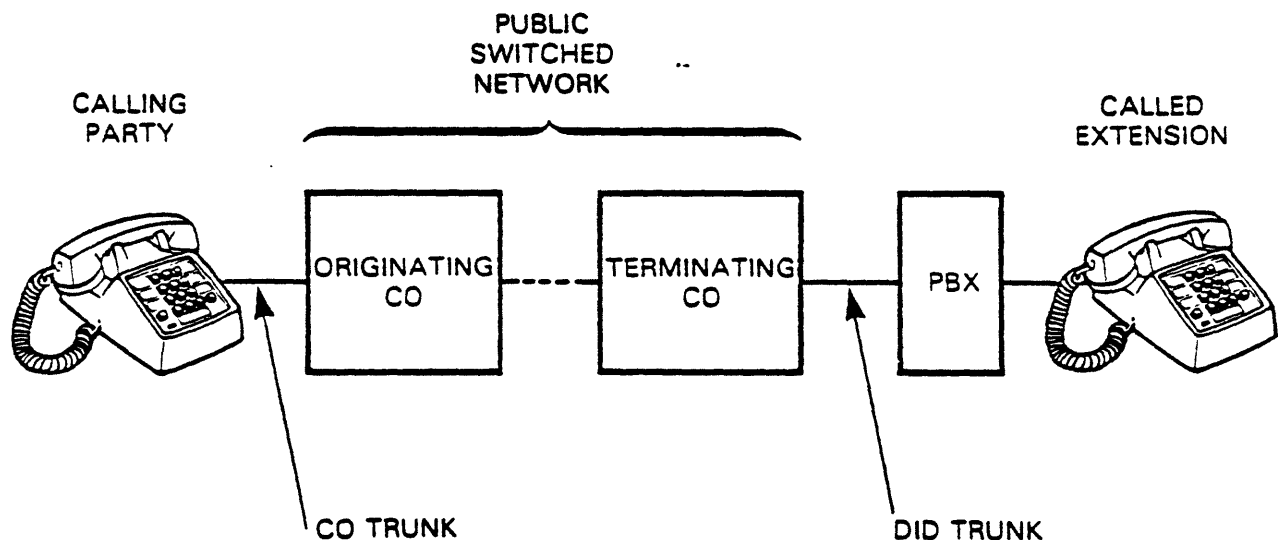 PUBLIC
SWITCHED
NETWORK
CALLING
PARTY
CALLED
EXTENSION
ORIGINATING
CO
TERMINATING
CO
PBX
CO TRUNK
DID TRUNK